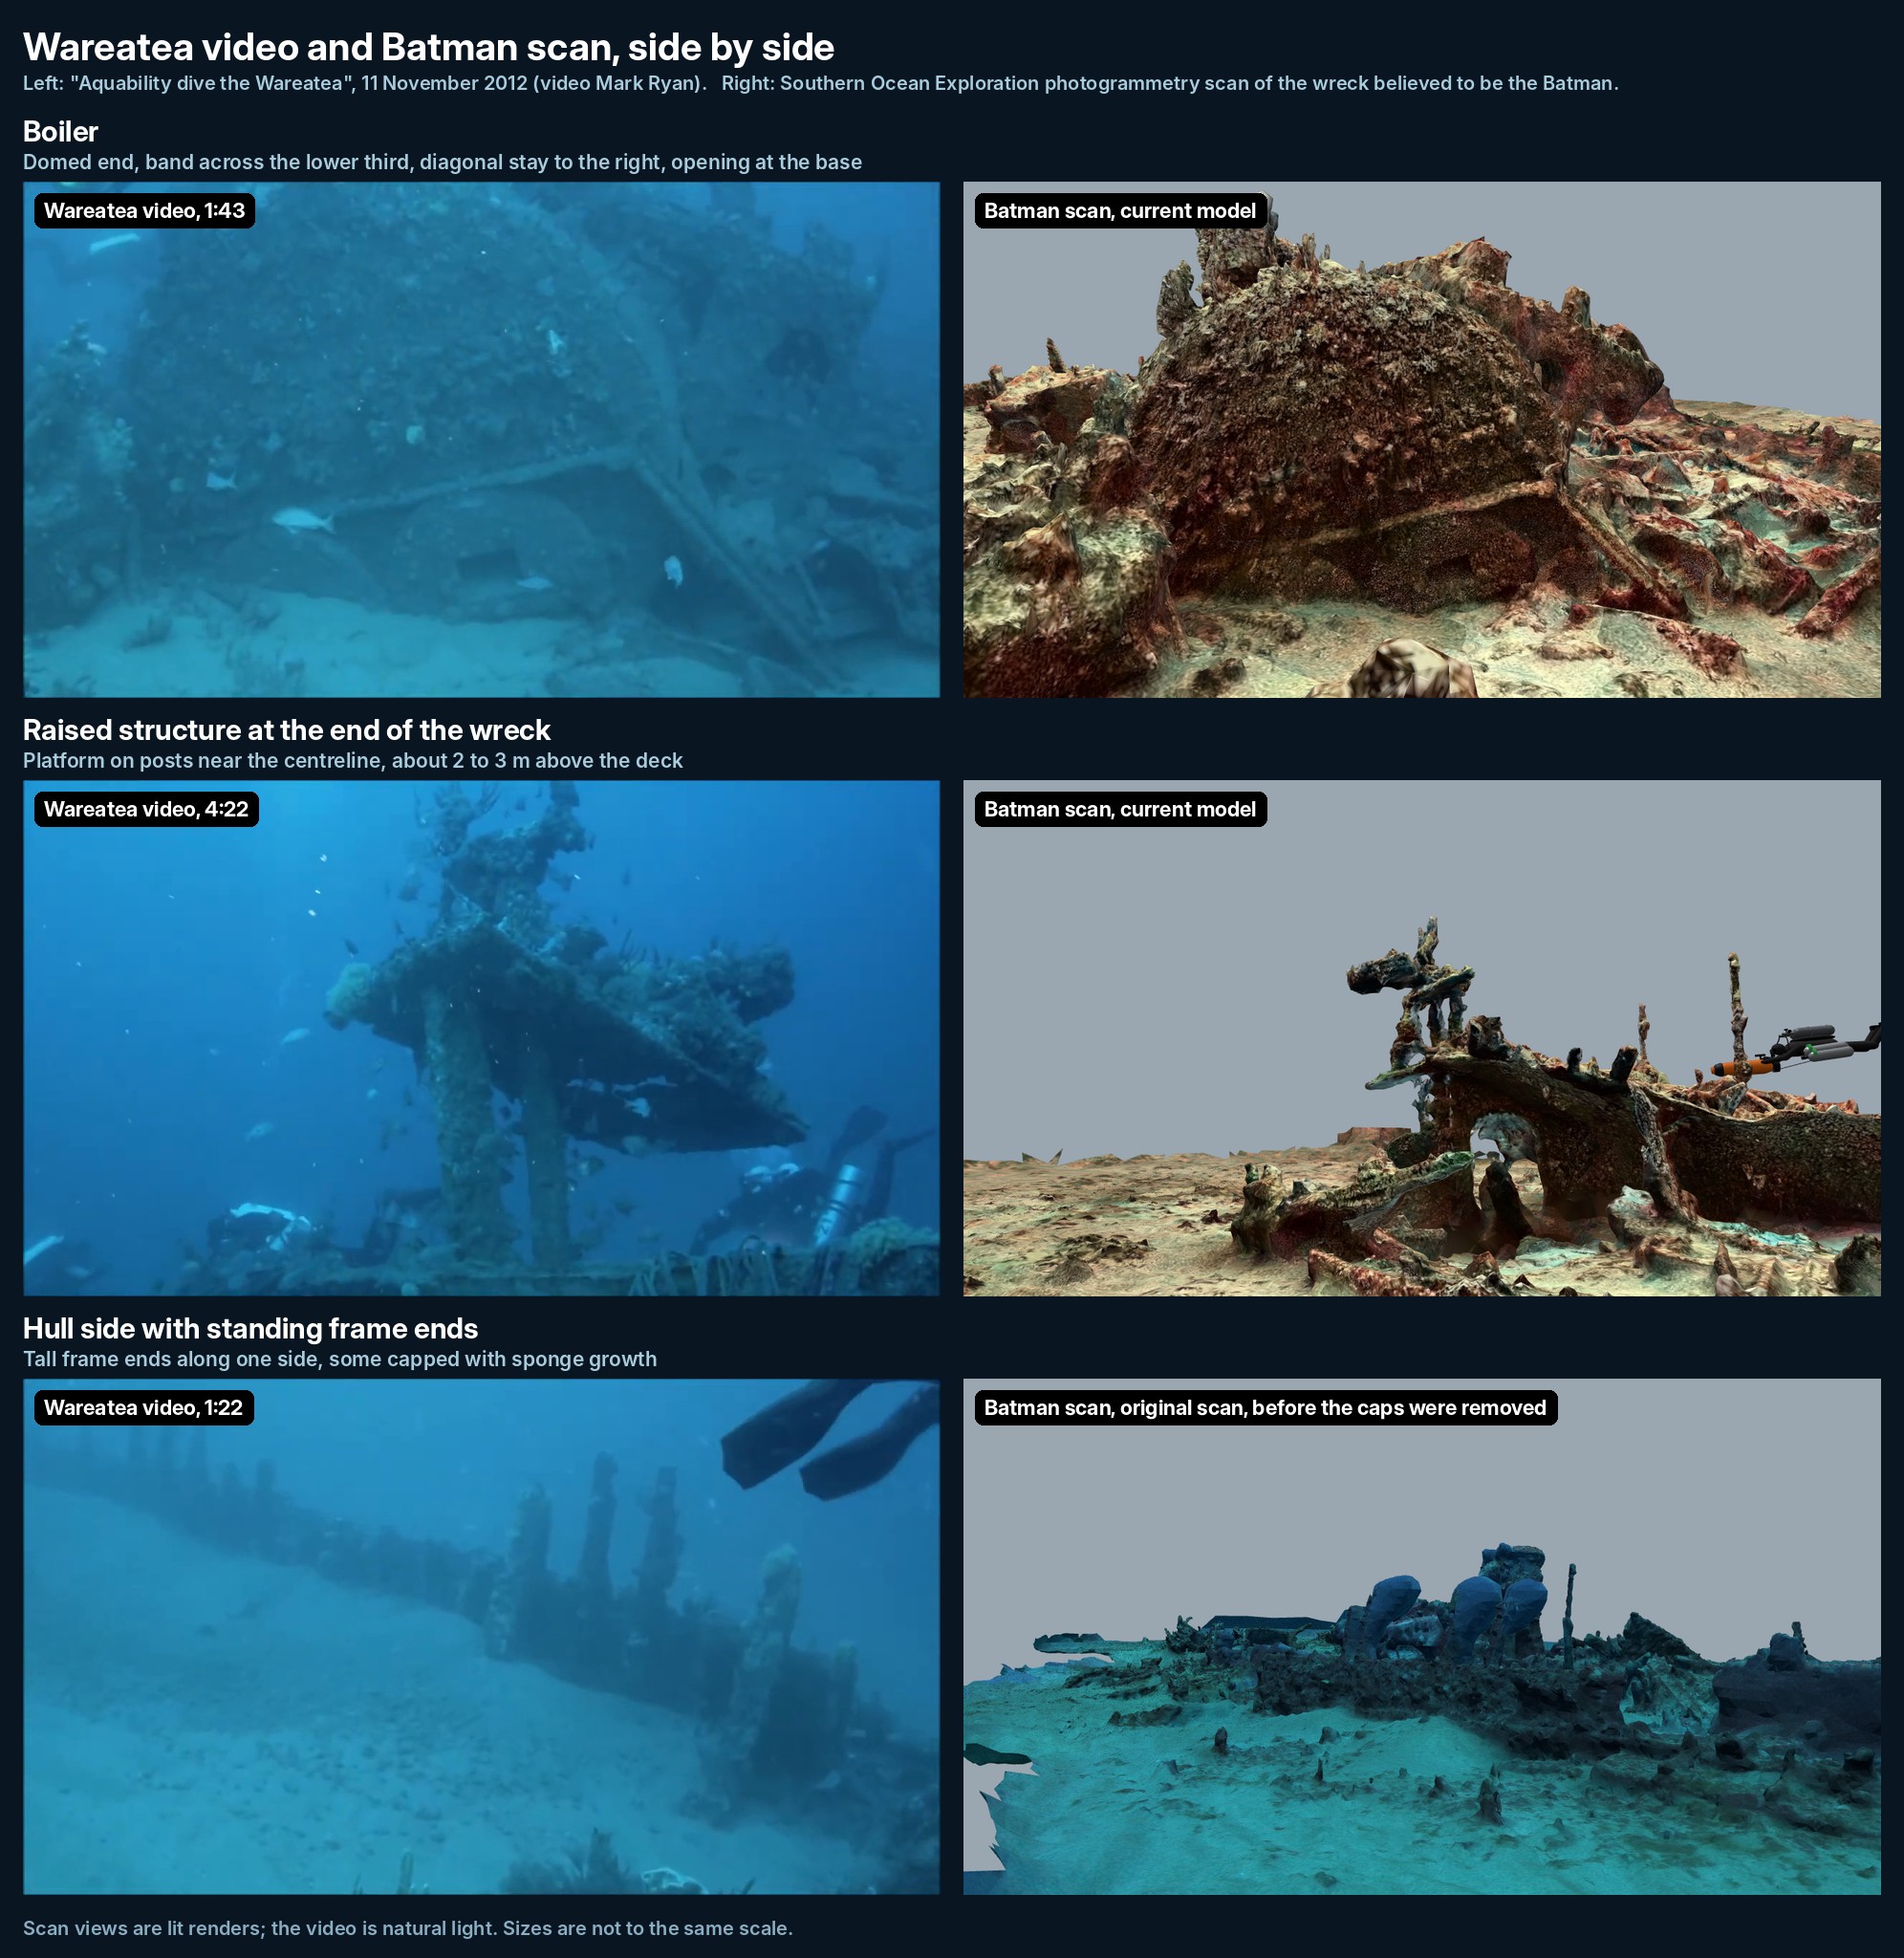 Wareatea video and Batman scan, side by side
Left: "Aquability dive the Wareatea", 11 November 2012 (video Mark Ryan). Right: Southern Ocean Exploration photogrammetry scan of the wreck believed to be the Batman.
Boiler
Domed end, band across the lower third, diagonal stay to the right, opening at the base
Wareatea video, 1:43
Batman scan, current model
Raised structure at the end of the wreck
Platform on posts near the centreline, about 2 to 3 m above the deck
Wareatea video, 4:22
Batman scan, current model
Hull side with standing frame ends
Tall frame ends along one side, some capped with sponge growth
Wareatea video, 1:22
Batman scan, original scan, before the caps were removed
Scan views are lit renders; the video is natural light. Sizes are not to the same scale.